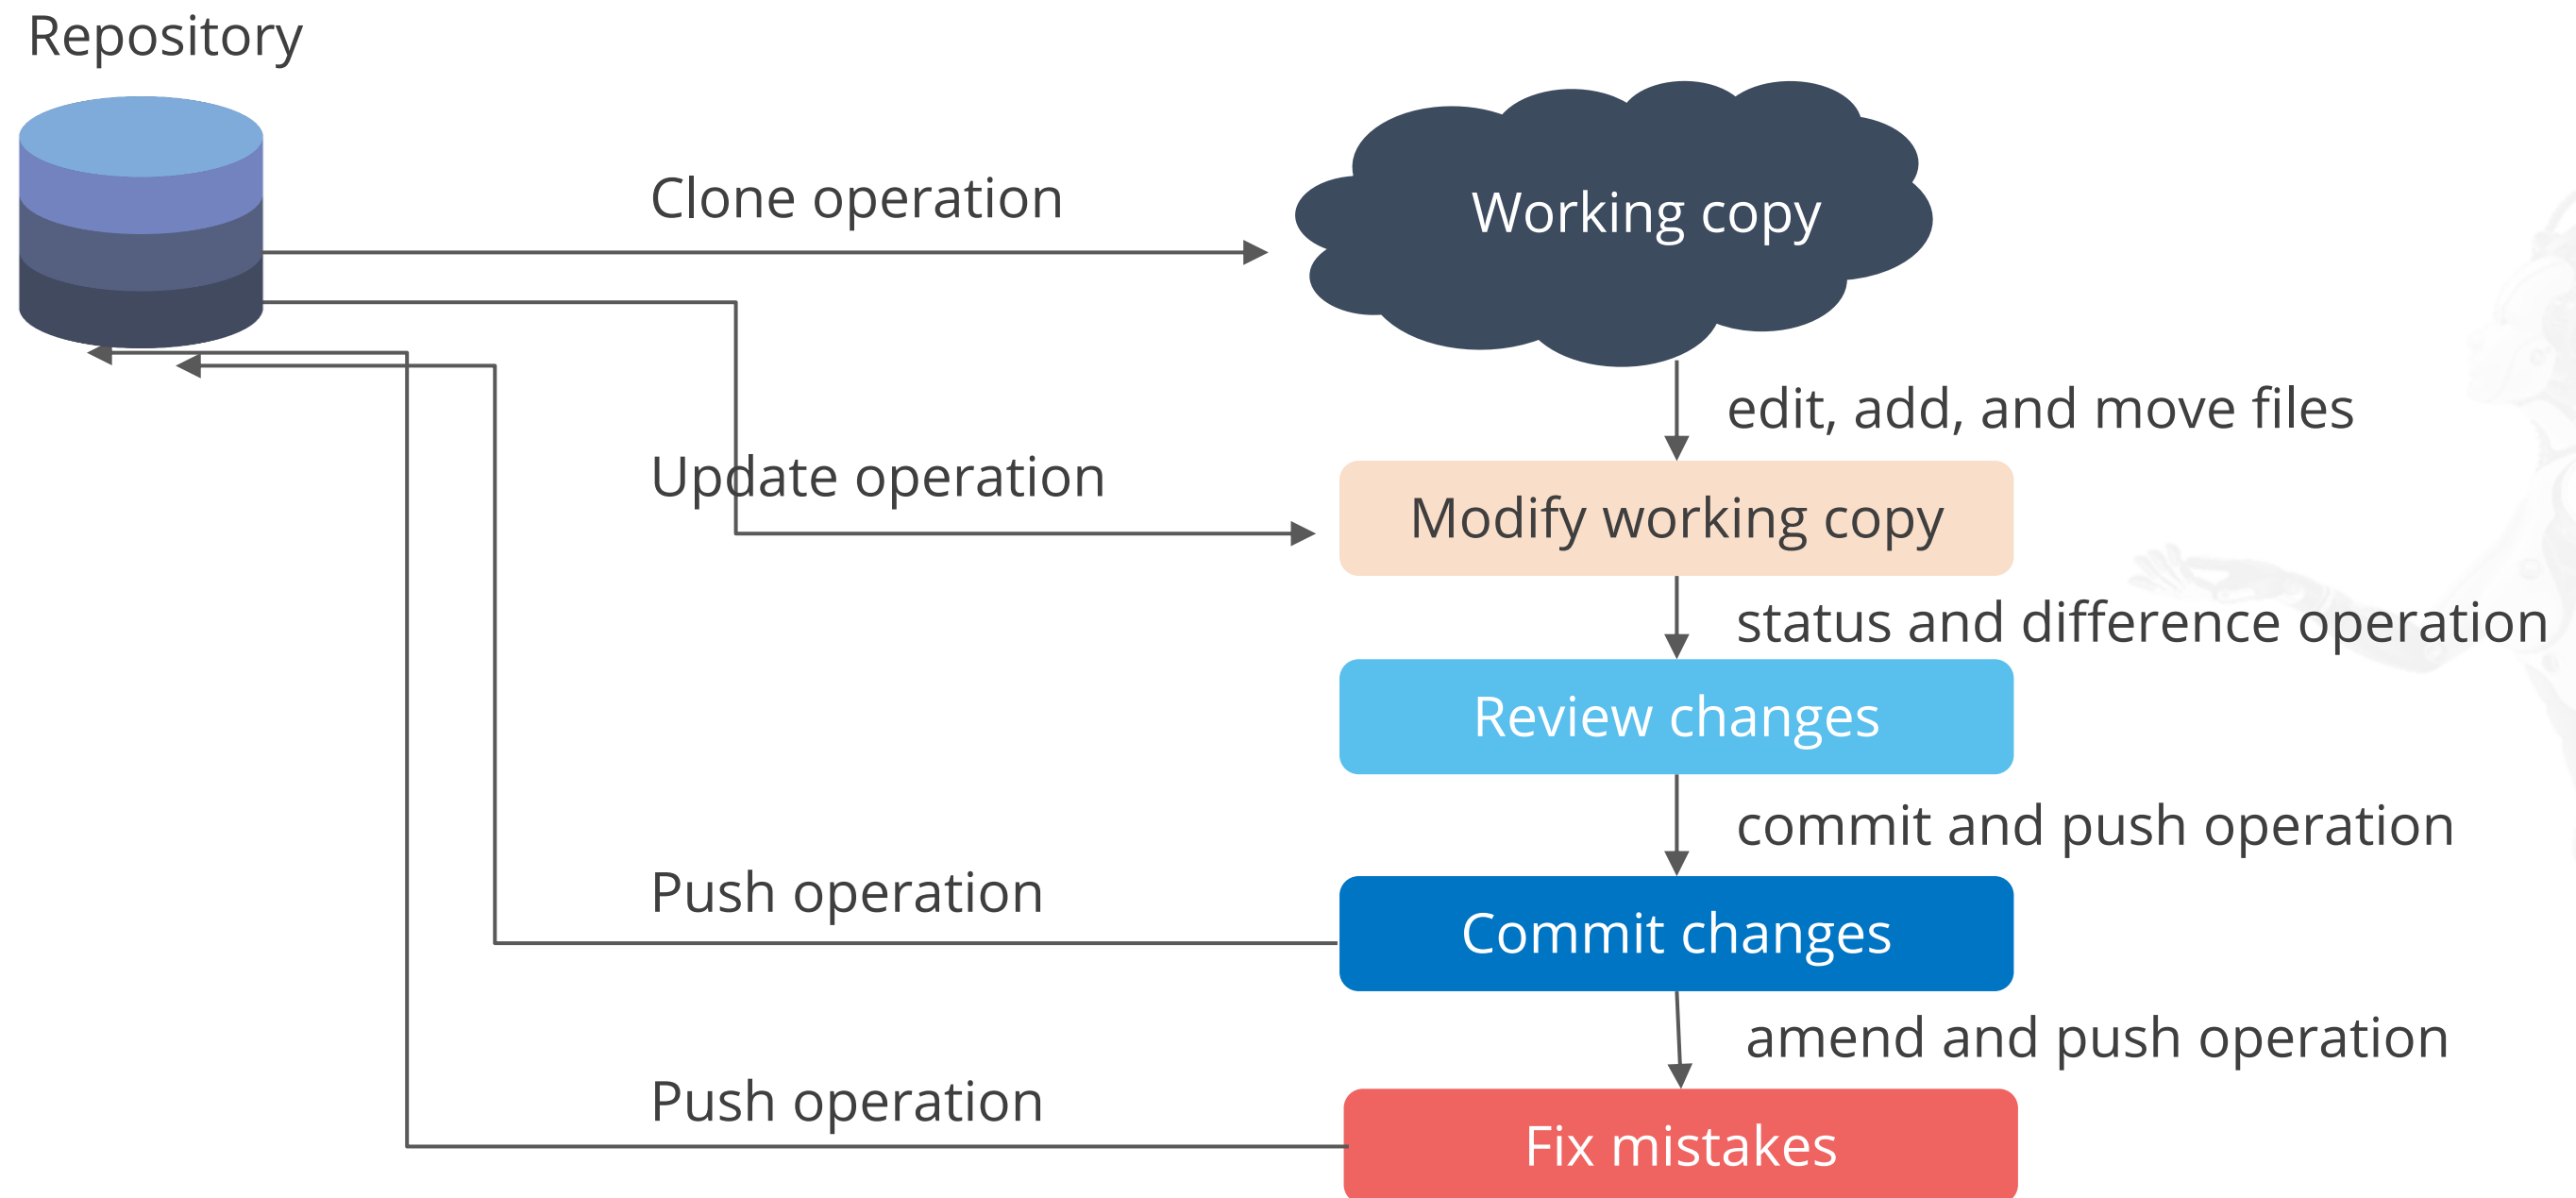 Repository
Clone operation
Working copy
edit, add, and move files
Update operation
Modify working copy
status and difference operation
Review changes
commit and push operation
Push operation
Commit changes
amend and push operation
Push operation
Fix mistakes